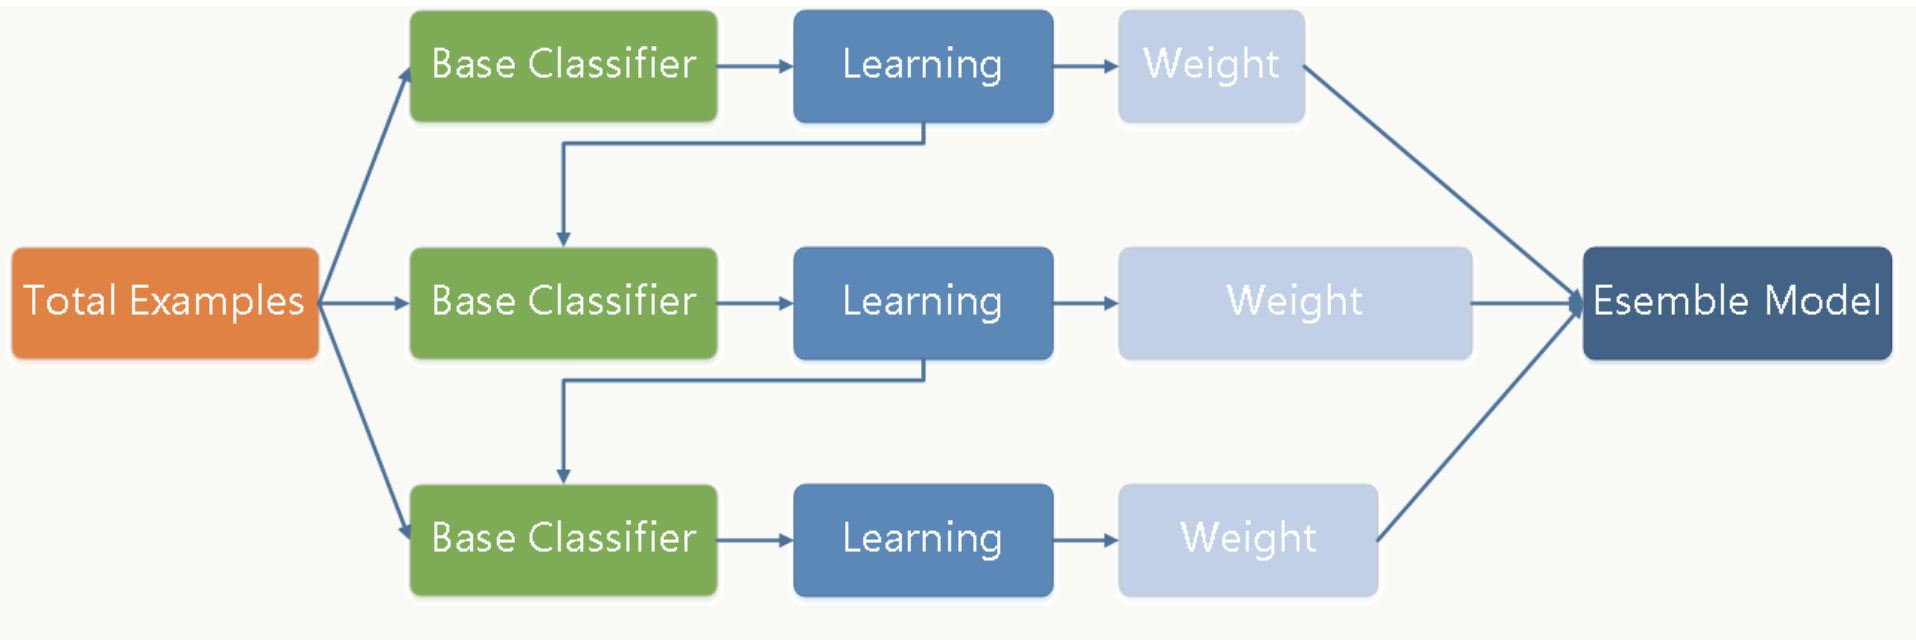 Base Classifier
Learning
Weight
Total Examples
Base Classifier
Learning
Weight
Esemble Model
Base Classifier
Learning
Weight